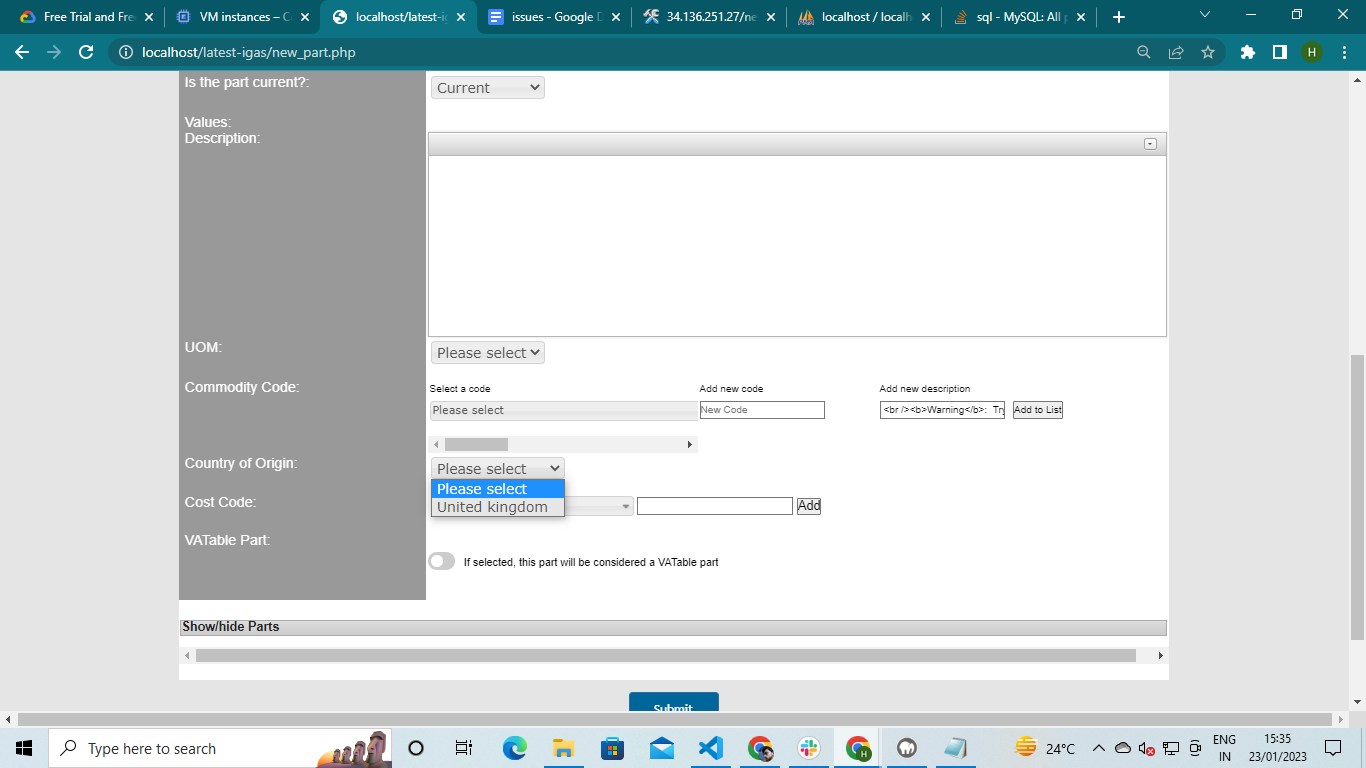 Free Trial and Fre
VM instances – C
localhost/latest-ig
issues - Google D
34.136.251.27/ne
localhost / localh
sql - MySQL: All p
localhost/latest-igas/new_part.php
H
Is the part current?:
Current
Values:
Description:
UOM:
Please select
Commodity Code:
Select a code
Add new code
Add new description
Please select
New Code
<br /><b>Warning</b>:  Try
Add to List
Country of Origin:
Please select
Please select
United kingdom
Cost Code:
Add
VATable Part:
If selected, this part will be considered a VATable part
Show/hide Parts
Submit
Type here to search
H
24°C
ENG
IN
15:35
23/01/2023